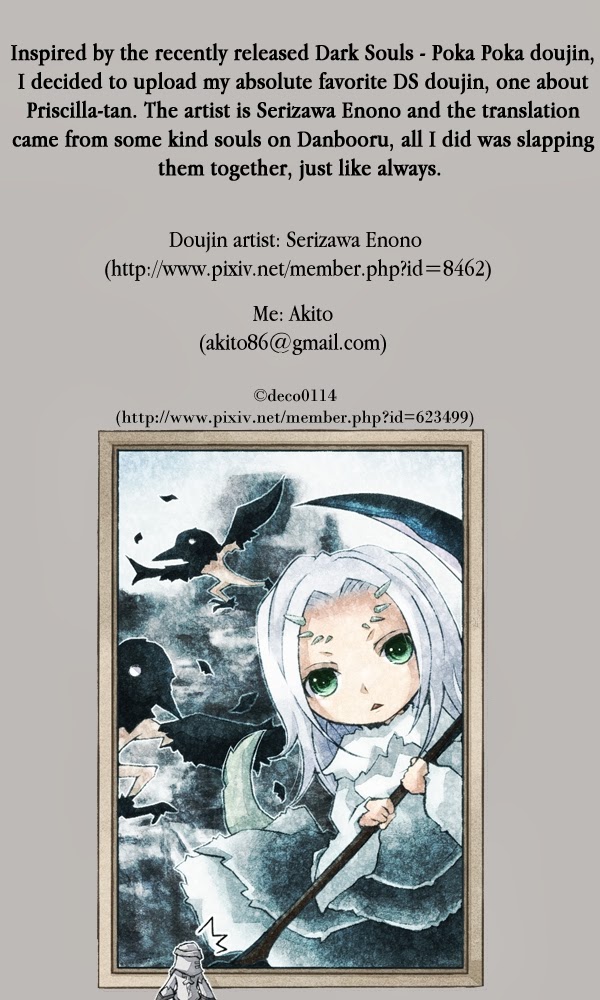 Inspired by the recently released Dark Souls - Poka Poka doujin,
I decided to upload my absolute favorite DS doujin, one about
Priscilla-tan. The artist is Serizawa Enono and the translation
came from some kind souls on Danbooru, all I did was slapping
them together, just like always.
Doujin artist: Serizawa Enono
(http://www.pixiv.net/member.php?id=8462)
Me: Akito
(akito86@gmail.com)
©deco0114
(http://www.pixiv.net/member.php?id=623499)